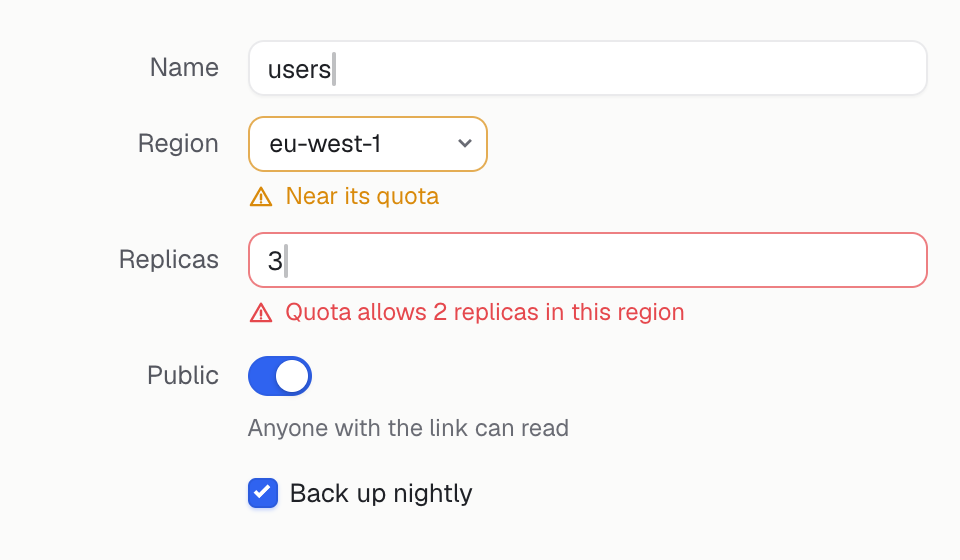 Name
users
Region
eu-west-1
Near its quota
Replicas
3
Quota allows 2 replicas in this region
Public
Anyone with the link can read
Back up nightly